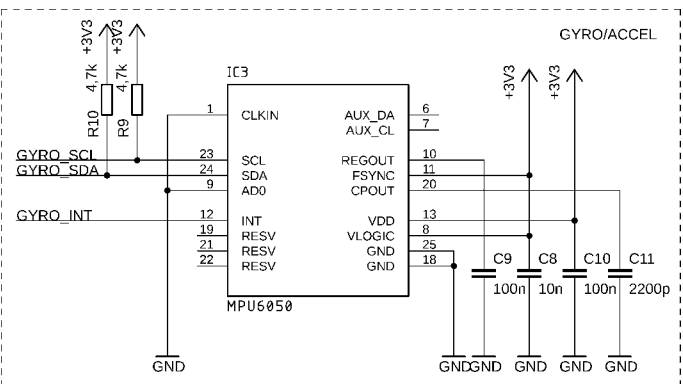 GYRO/ACCEL
+3V3
+3V3
+3V3
+3V3
4,7k
4,7k
R10
R9
IC3
1
CLKIN
AUX_DA
6
AUX_CL
7
GYRO_SCL
23
SCL
REGOUT
10
GYRO_SDA
24
SDA
FSYNC
11
9
AD0
CPOUT
20
GYRO_INT
12
INT
VDD
13
19
RESV
VLOGIC
8
21
RESV
GND
25
22
RESV
GND
18
C9
C8
C10
C11
100n
10n
100n
2200p
MPU6050
GND
GND
GND
GND
GND
GND